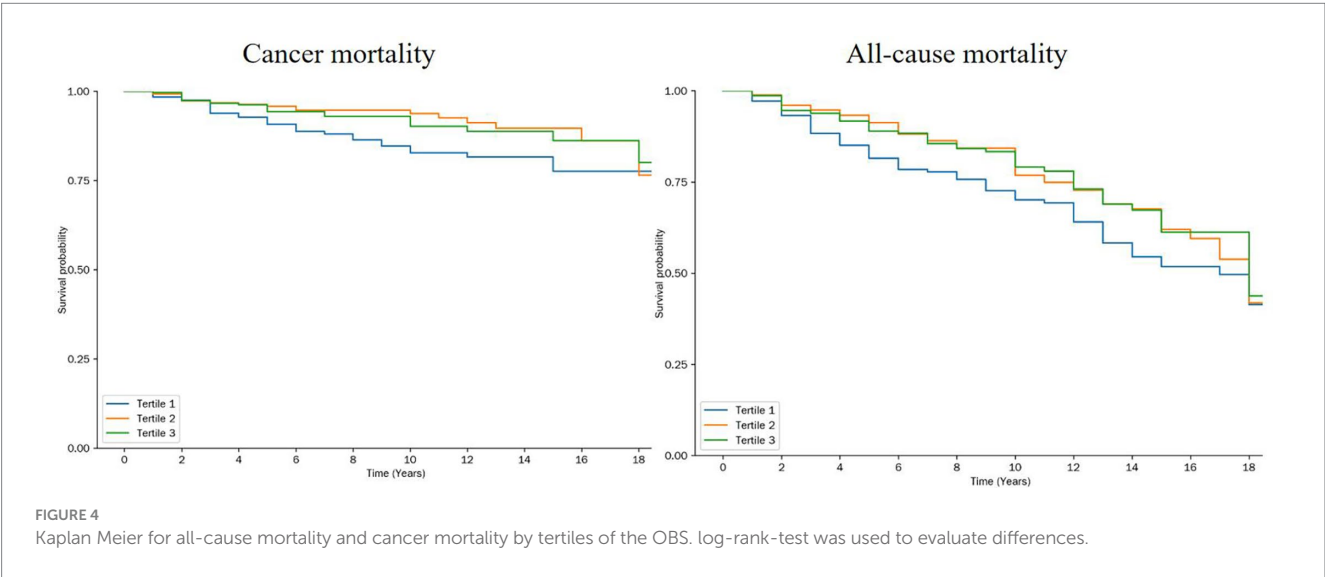 Cancer mortality
1.00
0.75
0.50
0.25
0.00
Survival probability
Tertile 1
Tertile 2
Tertile 3
0 2 4 6 8 10 12 14 16 18
Time (Years)
All-cause mortality
1.00
0.75
0.50
0.25
0.00
Survival probability
Tertile 1
Tertile 2
Tertile 3
0 2 4 6 8 10 12 14 16 18
Time (Years)
FIGURE 4
Kaplan Meier for all-cause mortality and cancer mortality by tertiles of the OBS. log-rank-test was used to evaluate differences.